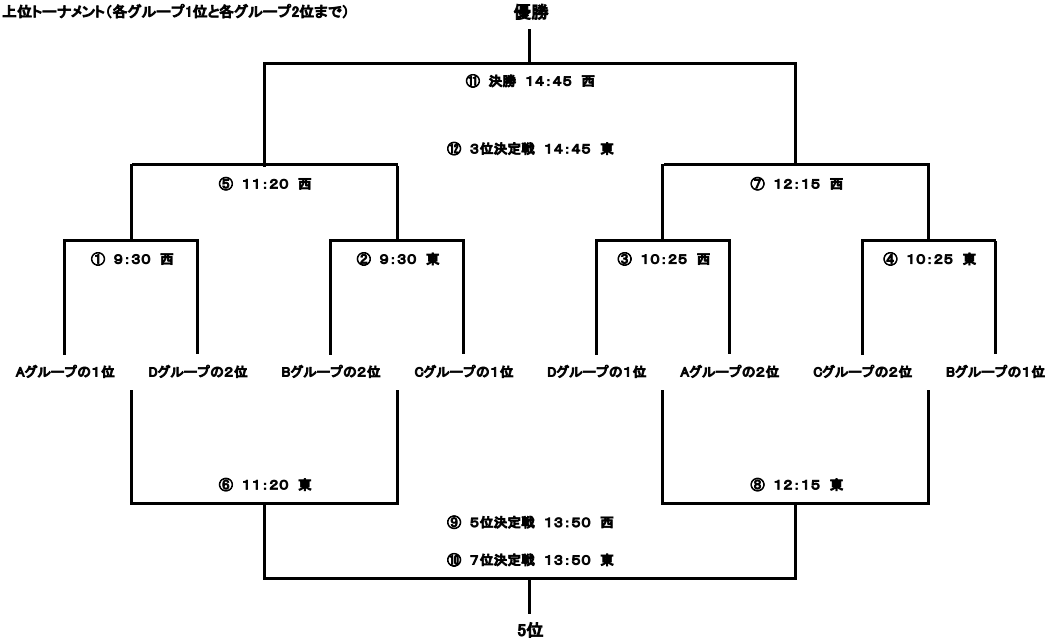 上位トーナメント（各グループ1位と各グループ2位まで）
優勝
⑪ 決勝 14：45 西
⑫ 3位決定戦 14：45 東
⑤ 11：20 西
⑦ 12：15 西
① 9：30 西
② 9：30 東
③ 10：25 西
④ 10：25 東
Aグループの1位
Dグループの2位
Bグループの2位
Cグループの1位
Dグループの1位
Aグループの2位
Cグループの2位
Bグループの1位
⑥ 11：20 東
⑧ 12：15 東
⑨ 5位決定戦 13：50 西
⑩ 7位決定戦 13：50 東
5位